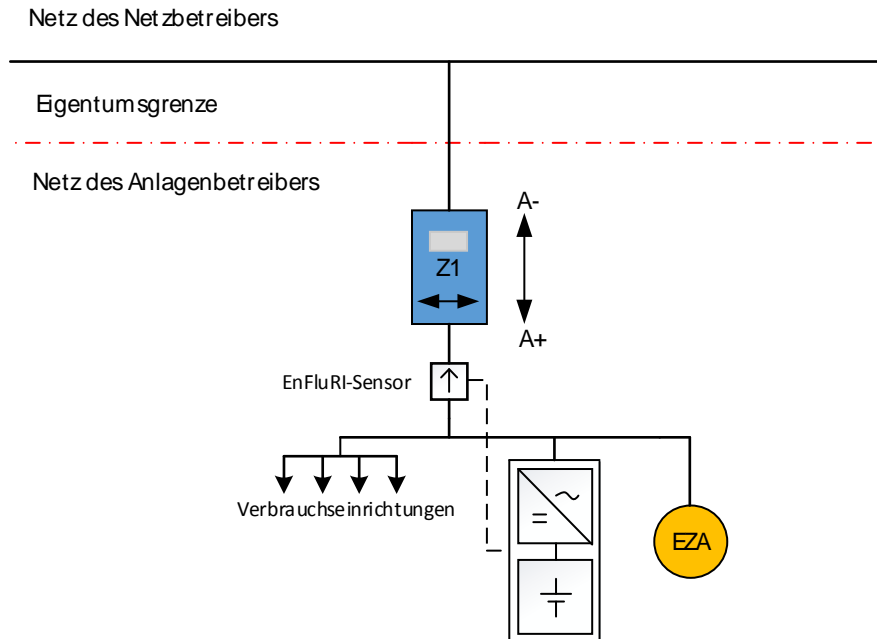 Netz des Netzbetreibers
Eigentumsgrenze
Netz des Anlagenbetreibers
A-
Z1
A+
EnFluRI-Sensor
Verbrauchseinrichtungen
EZA